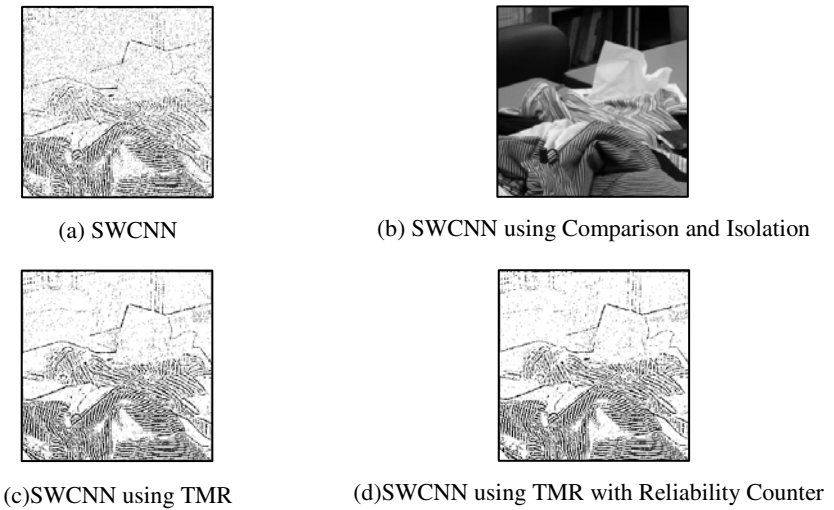 (a) SWCNN
(b) SWCNN using Comparison and Isolation
(c)SWCNN using TMR
(d)SWCNN using TMR with Reliability Counter